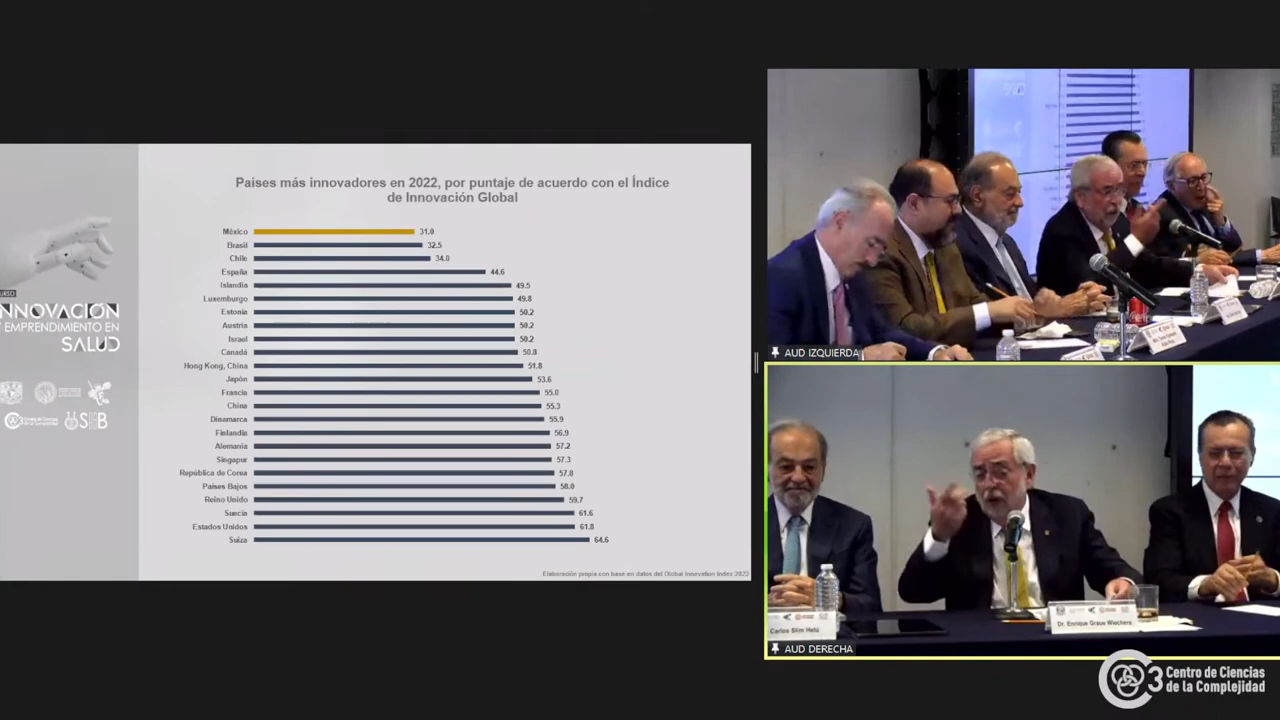 Países más innovadores en 2022, por puntaje de acuerdo con el Índice
de Innovación Global
México 31.0
Brasil 32.5
Chile 34.0
España 44.6
Islandia 49.5
Luxemburgo 49.8
Estonia 50.2
Austria 50.2
Israel 50.2
Canadá 50.8
Hong Kong, China 51.8
Japón 53.6
Francia 55.0
China 55.3
Dinamarca 55.9
Finlandia 56.9
Alemania 57.2
Singapur 57.3
República de Corea 57.8
Países Bajos 58.0
Reino Unido 59.7
Suecia 61.6
Estados Unidos 61.8
Suiza 64.6
Elaboración propia con base en datos del Global Innovation Index 2022
NNOVACIÓN
EMPRENDIMIENTO EN
SALUD
AUD IZQUIERDA
Carlos Slim Helú
Dr. Enrique Graue Wiechers
AUD DERECHA
C3 Centro de Ciencias
de la Complejidad